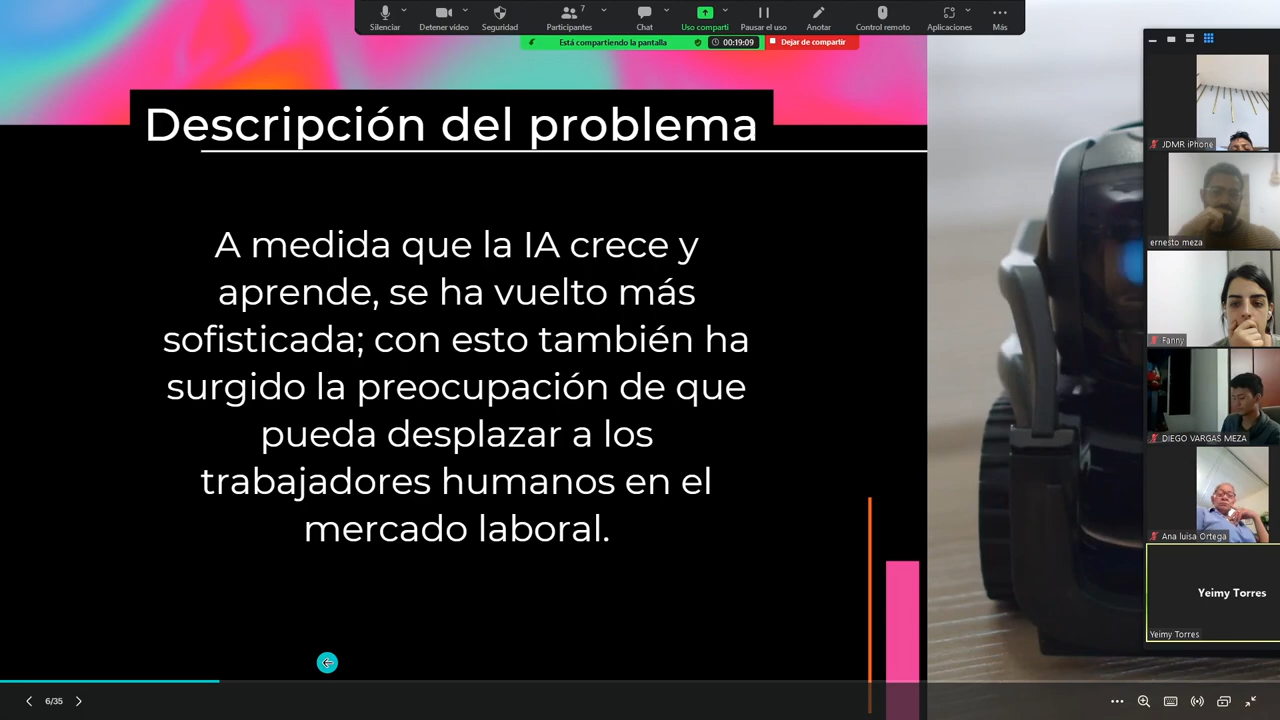 Silenciar
Detener video
Seguridad
7
Participantes
Chat
Uso comparti
Pausar el uso
Anotar
Control remoto
Aplicaciones
Más
Está compartiendo la pantalla
00:19:09
Dejar de compartir
Descripción del problema
A medida que la IA crece y
aprende, se ha vuelto más
sofisticada; con esto también ha
surgido la preocupación de que
pueda desplazar a los
trabajadores humanos en el
mercado laboral.
JDMR iPhone
ernesto meza
Fanny
DIEGO VARGAS MEZA
Ana luisa Ortega
Yeimy Torres
Yeimy Torres
6/35